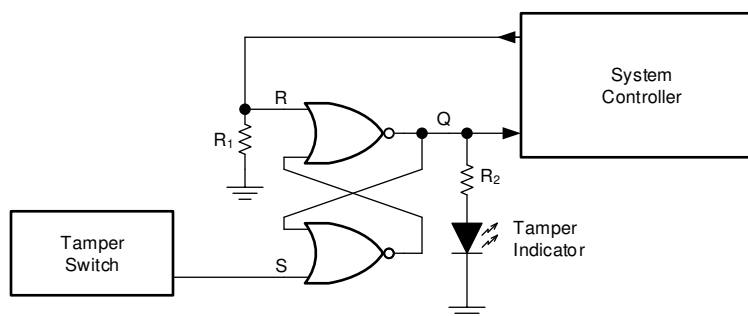 System
Controller
R
Q
R1
R2
Tamper
Switch
S
Tamper
Indicator